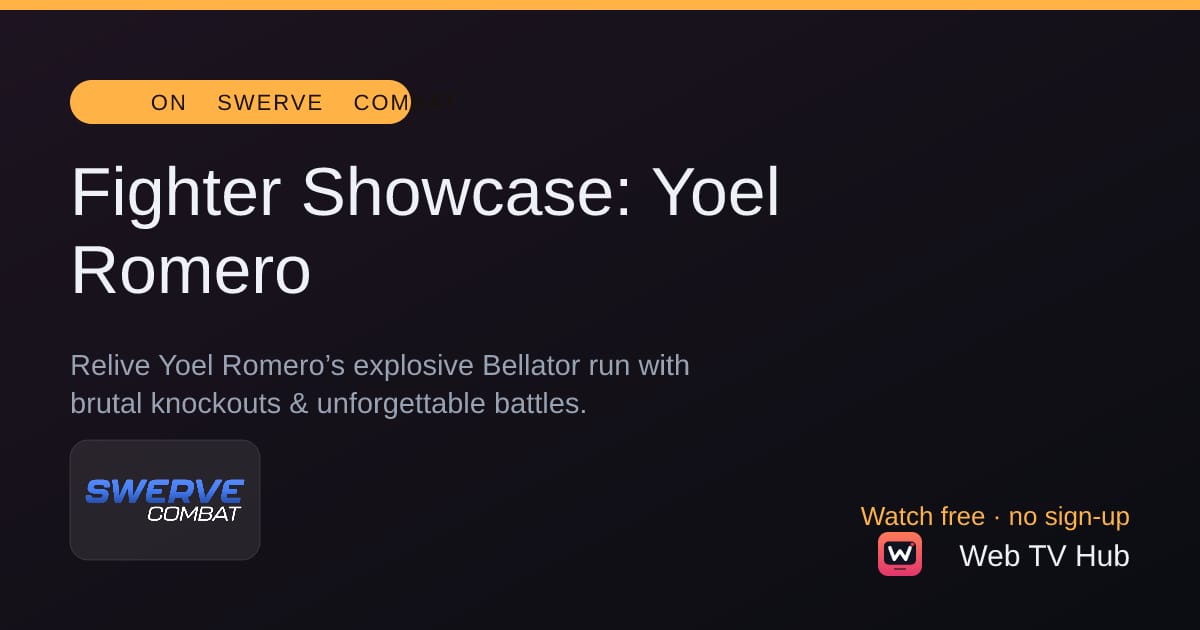 ON SWERVE COMBAT
Fighter Showcase: Yoel
Romero
Relive Yoel Romero’s explosive Bellator run with
brutal knockouts & unforgettable battles.
SWERVE
COMBAT
Watch free · no sign-up
W
Web TV Hub